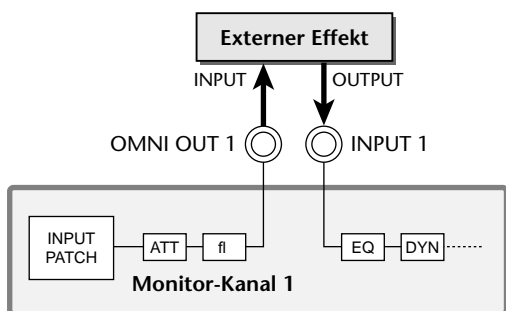 Externer Effekt
INPUT OUTPUT
OMNI OUT 1 INPUT 1
INPUT
PATCH
ATT fl EQ DYN
Monitor-Kanal 1